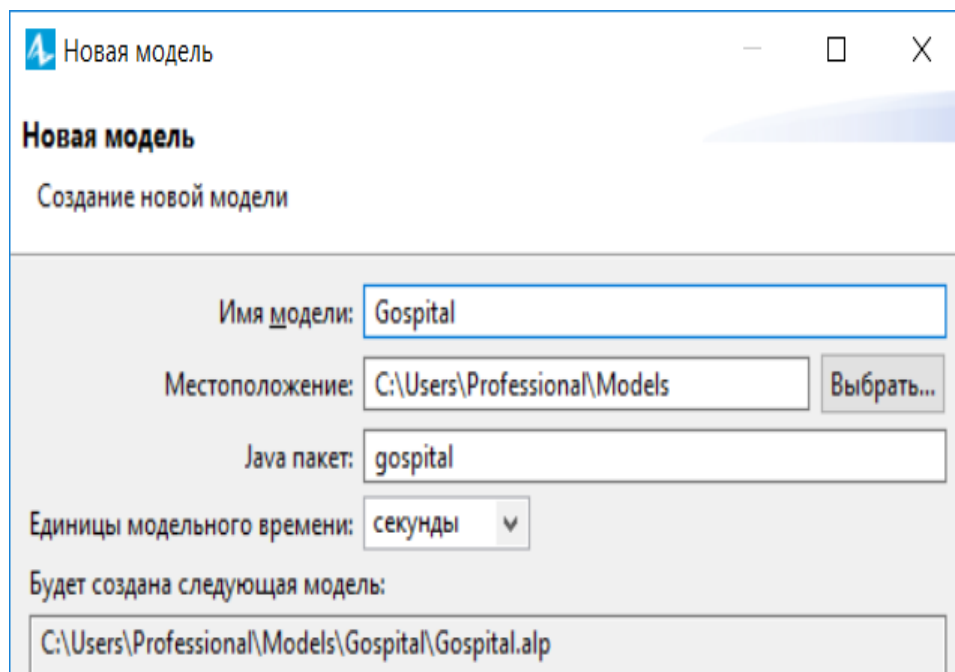 Новая модель
Новая модель
Создание новой модели
Имя модели: Gospital
Местоположение: C:\Users\Professional\Models Выбрать...
Java пакет: gospital
Единицы модельного времени: секунды
Будет создана следующая модель:
C:\Users\Professional\Models\Gospital\Gospital.alp